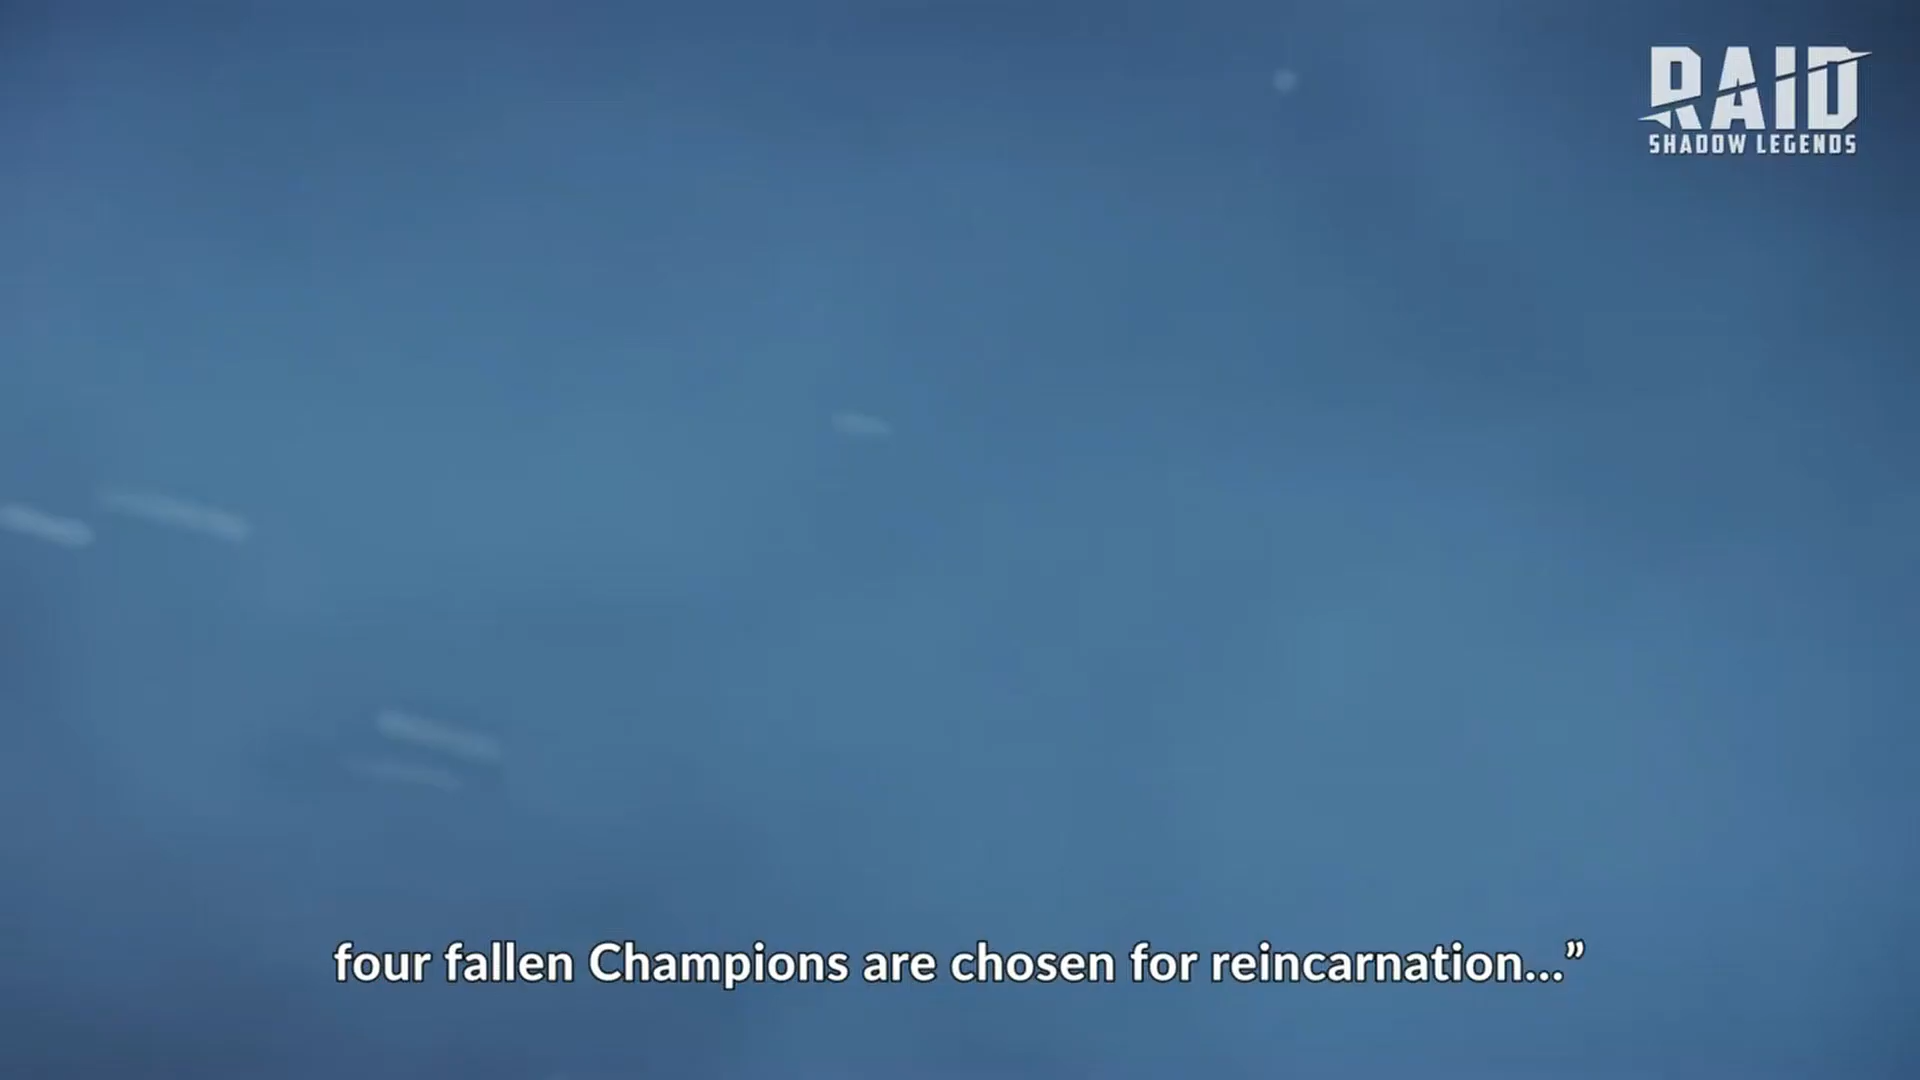 RAID
SHADOW LEGENDS
four fallen Champions are chosen for reincarnation...”